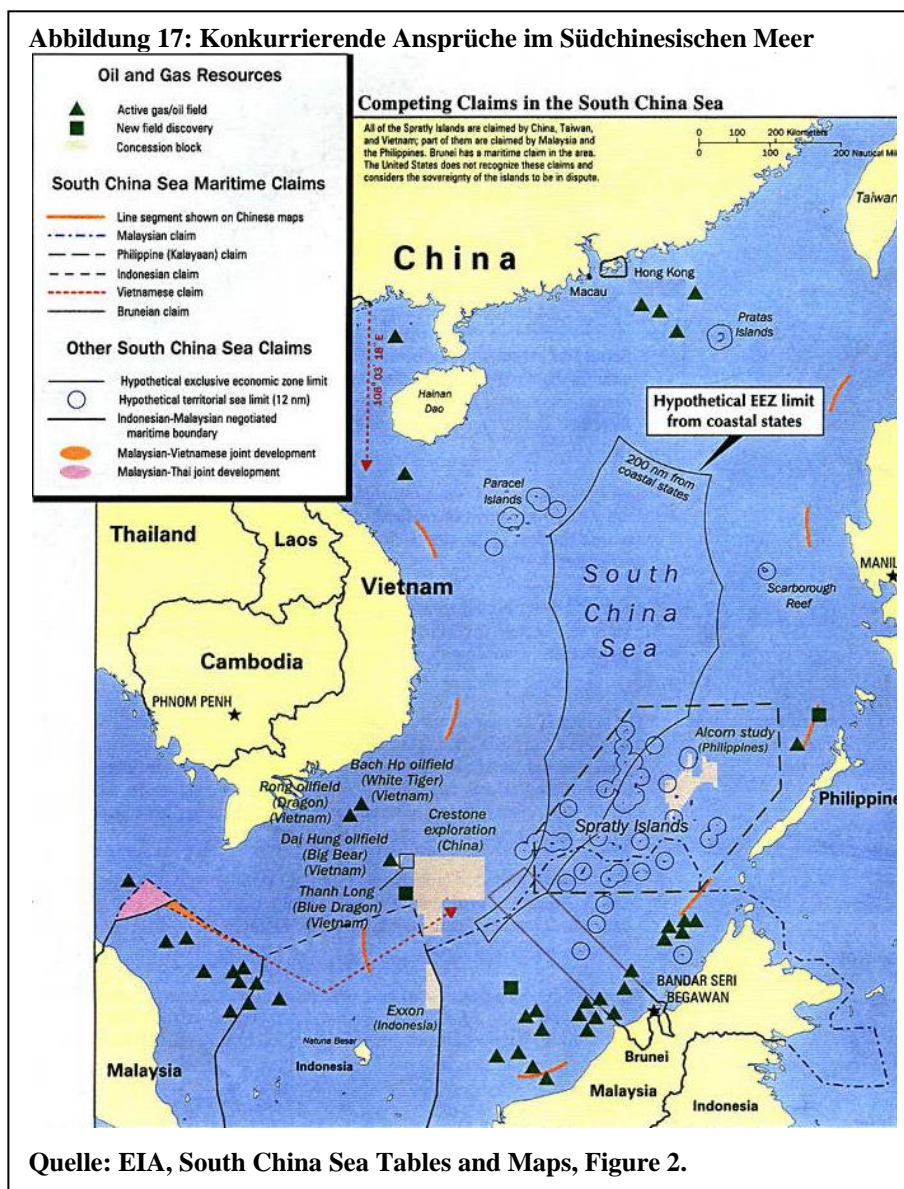 Abbildung 17: Konkurrierende Ansprüche im Südchinesischen Meer
Oil and Gas Resources
Active gas/oil field
New field discovery
Concession block
South China Sea Maritime Claims
Line segment shown on Chinese maps
Malaysian claim
Philippine (Kalayaan) claim
Indonesian claim
Vietnamese claim
Bruneian claim
Other South China Sea Claims
Hypothetical exclusive economic zone limit
Hypothetical territorial sea limit (12 nm)
Indonesian-Malaysian negotiated
maritime boundary
Malaysian-Vietnamese joint development
Malaysian-Thai joint development
Competing Claims in the South China Sea
All of the Spratly Islands are claimed by China, Taiwan,
and Vietnam; part of them are claimed by Malaysia and
the Philippines. Brunei has a maritime claim in the area.
The United States does not recognize these claims and
considers the sovereignty of the islands to be in dispute.
0 100 200 Kilometers
0 100 200 Nautical Mil
Taiwan
China
Hong Kong
Macau
Pratas
Islands
108° 03' 18" E
Hainan
Dao
Hypothetical EEZ limit
from coastal states
200 nm from
coastal states
Paracel
Islands
Thailand
Laos
Vietnam
South
China
Sea
MANIL
Scarborough
Reef
Cambodia
PHNOM PENH
Alcorn study
(Philippines)
Bach Ho oilfield
(White Tiger)
(Vietnam)
Rong oilfield
(Dragon)
(Vietnam)
Crestone
exploration
(China)
Philippine
Spratly Islands
Dai Hung oilfield
(Big Bear)
(Vietnam)
Thanh Long
(Blue Dragon)
(Vietnam)
BANDAR SERI
BEGAWAN
Exxon
(Indonesia)
Natuna Besar
Indonesia
Brunei
Malaysia
Malaysia
Indonesia
Quelle: EIA, South China Sea Tables and Maps, Figure 2.